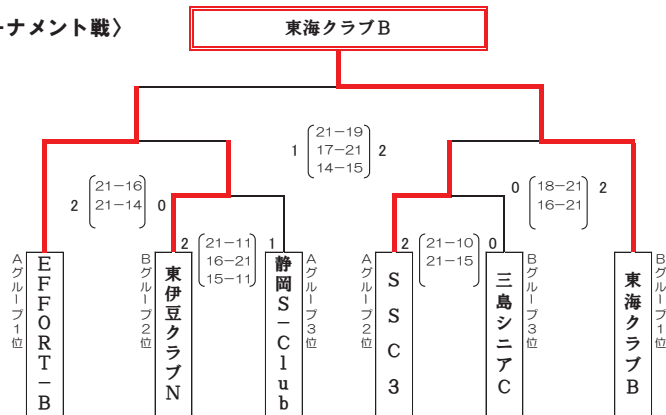 ーナメント戦〉
東海クラブB
1
21-19
17-21
14-15
2
2
21-16
21-14
0
0
18-21
16-21
2
2
21-11
16-21
15-11
1
2
21-10
21-15
0
Aグループ1位
EFFORT-B
Bグループ2位
東伊豆クラブN
静岡S-Club
Aグループ3位
Aグループ2位
SSC3
三島シニアC
Bグループ3位
東海クラブB
Bグループ1位